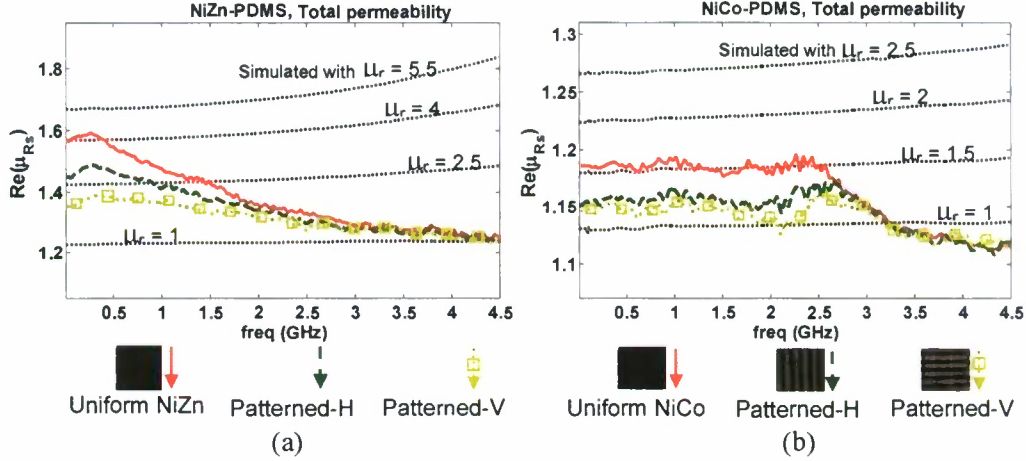 NiZn-PDMS, Total permeability
Re(μRs)
1.8
1.6
1.4
1.2
Simulated with μr = 5.5
μr = 4
μr = 2.5
μr = 1
0.5 1 1.5 2 2.5 3 3.5 4 4.5
freq (GHz)
Uniform NiZn Patterned-H Patterned-V
(a)
NiCo-PDMS, Total permeability
Re(μRs)
1.3
1.25
1.2
1.15
1.1
Simulated with μr = 2.5
μr = 2
μr = 1.5
μr = 1
0.5 1 1.5 2 2.5 3 3.5 4 4.5
freq (GHz)
Uniform NiCo Patterned-H Patterned-V
(b)